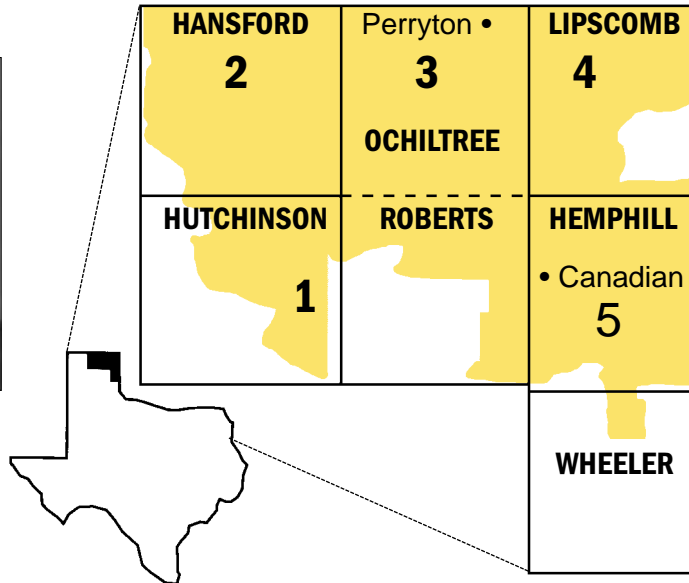 HANSFORD
2
Perryton •
3
OCHILTREE
LIPSCOMB
4
HUTCHINSON
1
ROBERTS
HEMPHILL
• Canadian
5
WHEELER